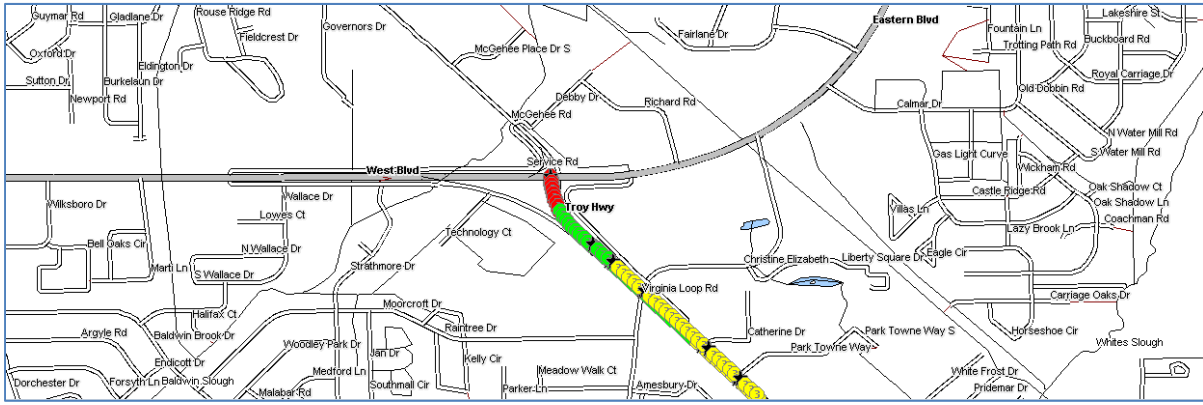 Guymar Rd
Gladlane Dr
Rouse Ridge Rd
Governors Dr
Eastern Blvd
Lakeshire St
Fountain Ln
Fieldcrest Dr
McGehee Place Dr S
Fairlane Dr
Trotting Path Rd
Buckboard Rd
Oxford Dr
Eldington Dr
Sutton Dr
Burkelaun Dr
Royal Carriage Dr
Newport Rd
Debby Dr
Richard Rd
Calmar Dr
Old Dobbin Rd
McGehee Rd
N Water Mill Rd
Gas Light Curve
S Water Mill Rd
Service Rd
Wickham Rd
West Blvd
Wilksboro Dr
Wallace Dr
Castle Ridge Rd
Oak Shadow Ct
Oak Shadow Ln
Lowes Ct
Troy Hwy
Villas Ln
Coachman Rd
Bell Oaks Cir
N Wallace Dr
Technology Ct
Lazy Brook Ln
Marti Ln
S Wallace Dr
Strathmore Dr
Christine Elizabeth
Liberty Square Dr
Eagle Cir
Virginia Loop Rd
Carriage Oaks Dr
Halifax Ct
Moorcroft Dr
Argyle Rd
Baldwin Brook Dr
Raintree Dr
Catherine Dr
Park Towne Way S
Horseshoe Cir
Endicott Dr
Woodley Park Dr
Jan Dr
Kelly Cir
Park Towne Way
Whites Slough
Dorchester Dr
Forsyth Ln
Baldwin Slough
Medford Ln
Southmall Cir
Meadow Walk Ct
Amesbury Dr
White Frost Dr
Malabar Rd
Parker Ln
Pridemar Dr
3